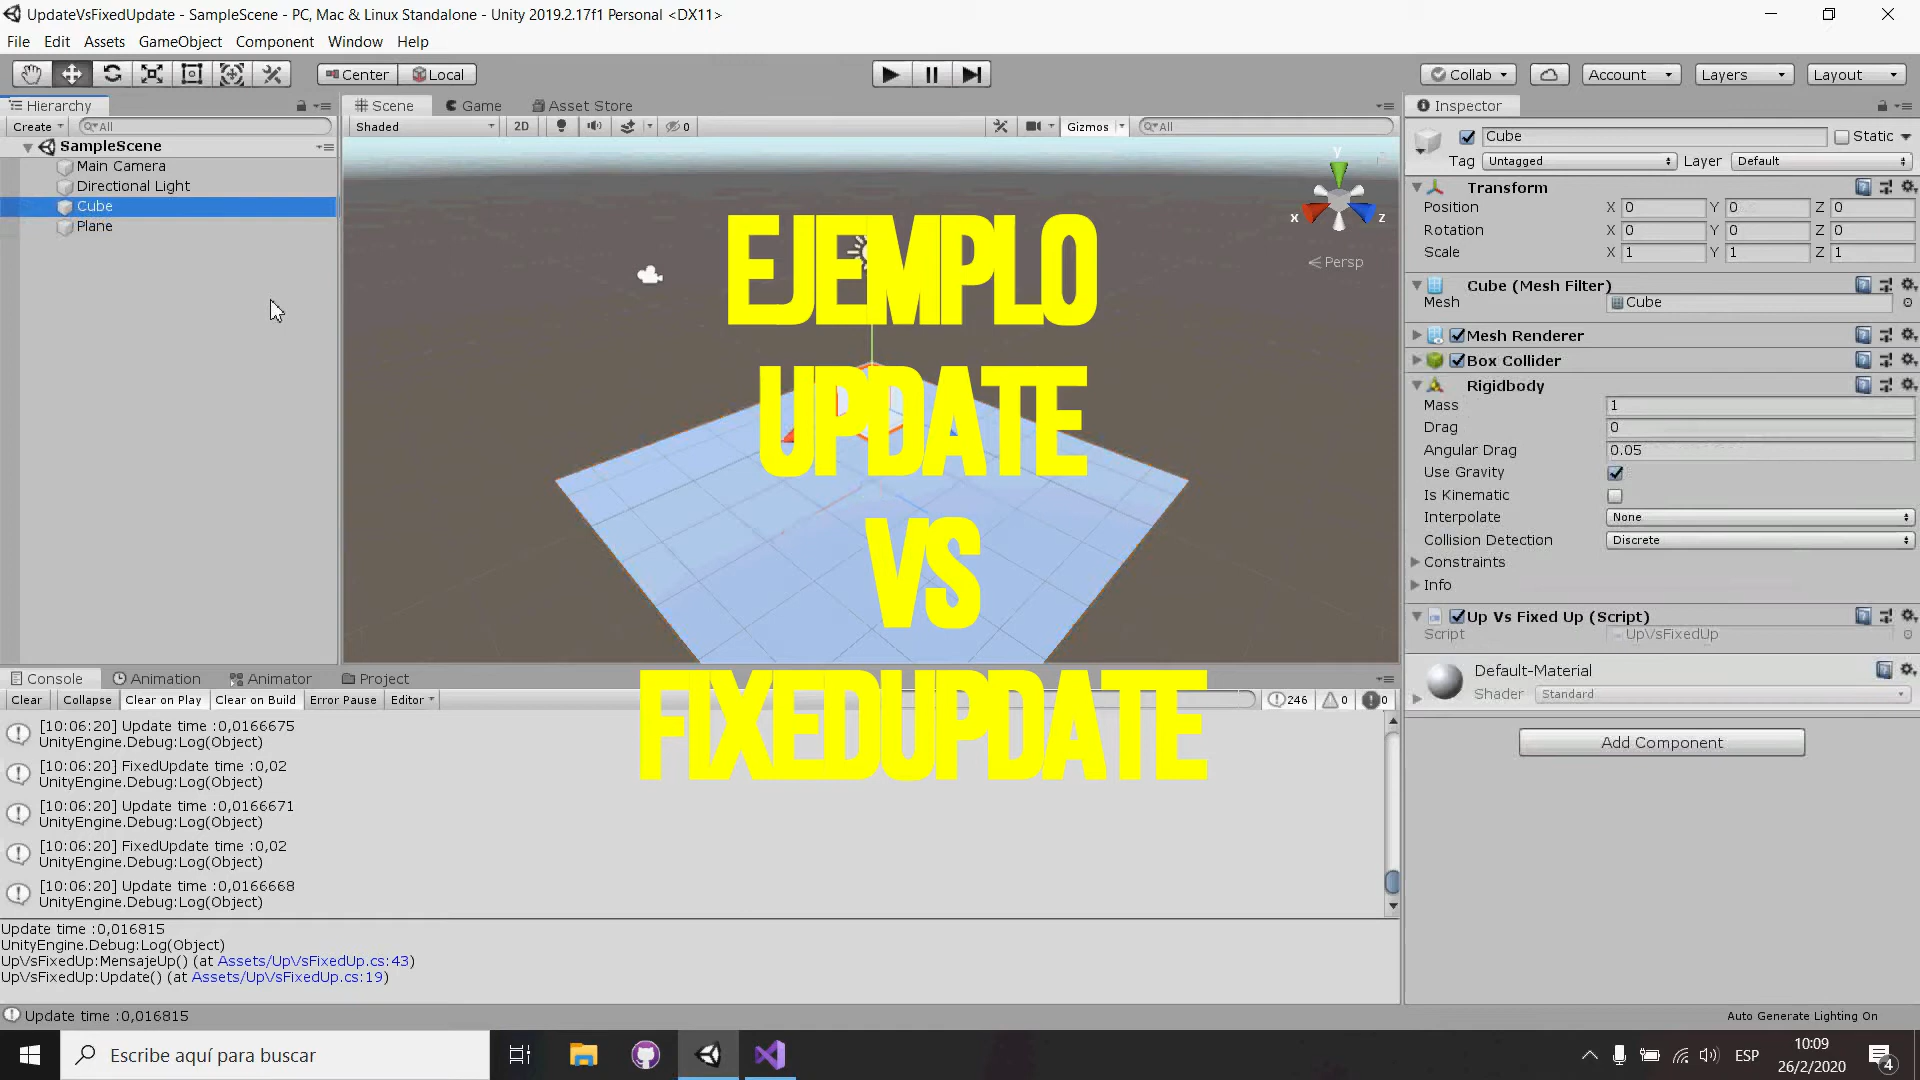 UpdateVsFixedUpdate - SampleScene - PC, Mac & Linux Standalone - Unity 2019.2.17f1 Personal <DX11>
File Edit Assets GameObject Component Window Help
Center Local Collab Account Layers Layout
Hierarchy
Create All
SampleScene
Main Camera
Directional Light
Cube
Plane
Scene Game Asset Store
Shaded 2D 0 Gizmos All
y
x z
Persp
EJEMPLO
UPDATE
VS
FIXEDUPDATE
Inspector
Cube Static
Tag Untagged Layer Default
Transform
Position X 0 Y 0 Z 0
Rotation X 0 Y 0 Z 0
Scale X 1 Y 1 Z 1
Cube (Mesh Filter)
Mesh Cube
Mesh Renderer
Box Collider
Rigidbody
Mass 1
Drag 0
Angular Drag 0.05
Use Gravity
Is Kinematic
Interpolate None
Collision Detection Discrete
Constraints
Info
Up Vs Fixed Up (Script)
Script UpVsFixedUp
Default-Material
Shader Standard
Add Component
Console Animation Animator Project
Clear Collapse Clear on Play Clear on Build Error Pause Editor 246 0 0
[10:06:20] Update time :0,0166675
UnityEngine.Debug:Log(Object)
[10:06:20] FixedUpdate time :0,02
UnityEngine.Debug:Log(Object)
[10:06:20] Update time :0,0166671
UnityEngine.Debug:Log(Object)
[10:06:20] FixedUpdate time :0,02
UnityEngine.Debug:Log(Object)
[10:06:20] Update time :0,0166668
UnityEngine.Debug:Log(Object)
Update time :0,016815
UnityEngine.Debug:Log(Object)
UpVsFixedUp:MensajeUp() (at Assets/UpVsFixedUp.cs:43)
UpVsFixedUp:Update() (at Assets/UpVsFixedUp.cs:19)
Update time :0,016815
Auto Generate Lighting On
Escribe aquí para buscar
ESP
10:09
26/2/2020
4